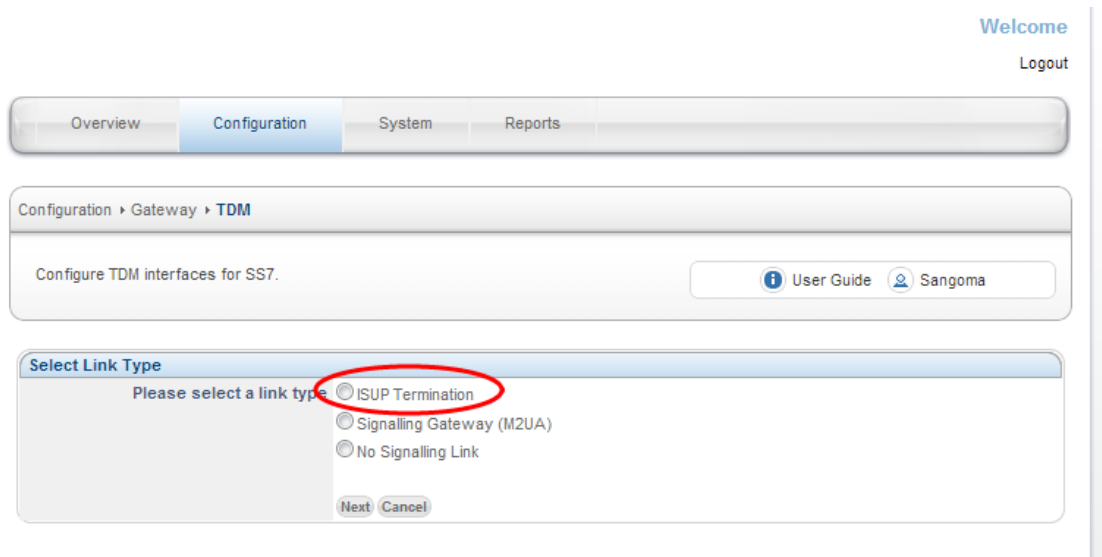 Welcome
Logout
Overview Configuration System Reports
Configuration Gateway TDM
Configure TDM interfaces for SS7.
User Guide Sangoma
Select Link Type
Please select a link type ISUP Termination
Signalling Gateway (M2UA)
No Signalling Link
Next Cancel